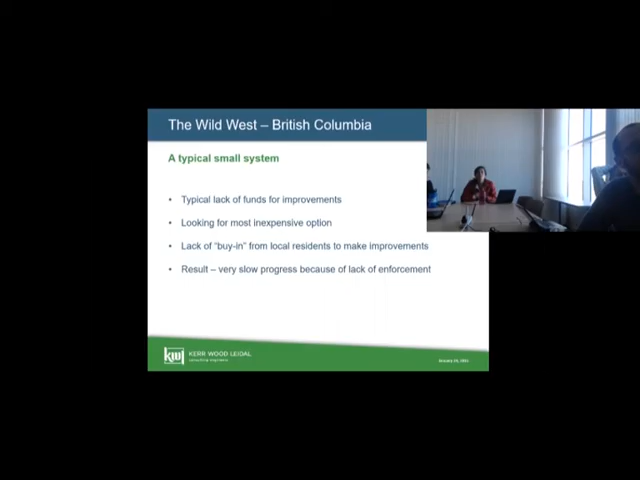 The Wild West – British Columbia
A typical small system
• Typical lack of funds for improvements
• Looking for most inexpensive option
• Lack of “buy-in” from local residents to make improvements
• Result – very slow progress because of lack of enforcement
KERR WOOD LEIDAL
consulting engineers